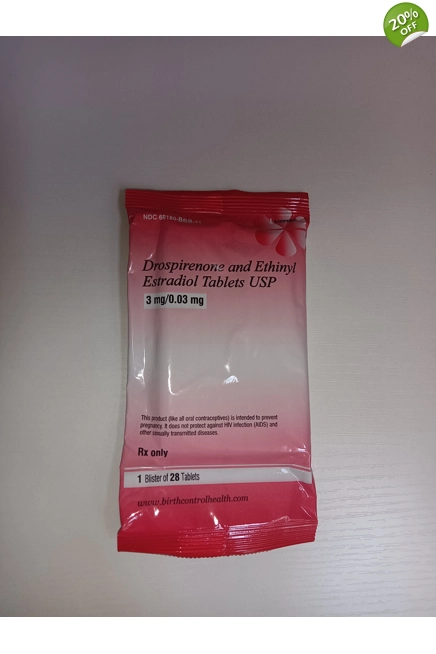 20%
OFF
NDC
Drospirenone and Ethinyl
Estradiol Tablets USP
3 mg/0.03 mg
This product (like all oral contraceptives) is intended to prevent
pregnancy. It does not protect against HIV infection (AIDS) and
other sexually transmitted diseases.
Rx only
1 Blister of 28 Tablets
www.birthcontrolhealth.com